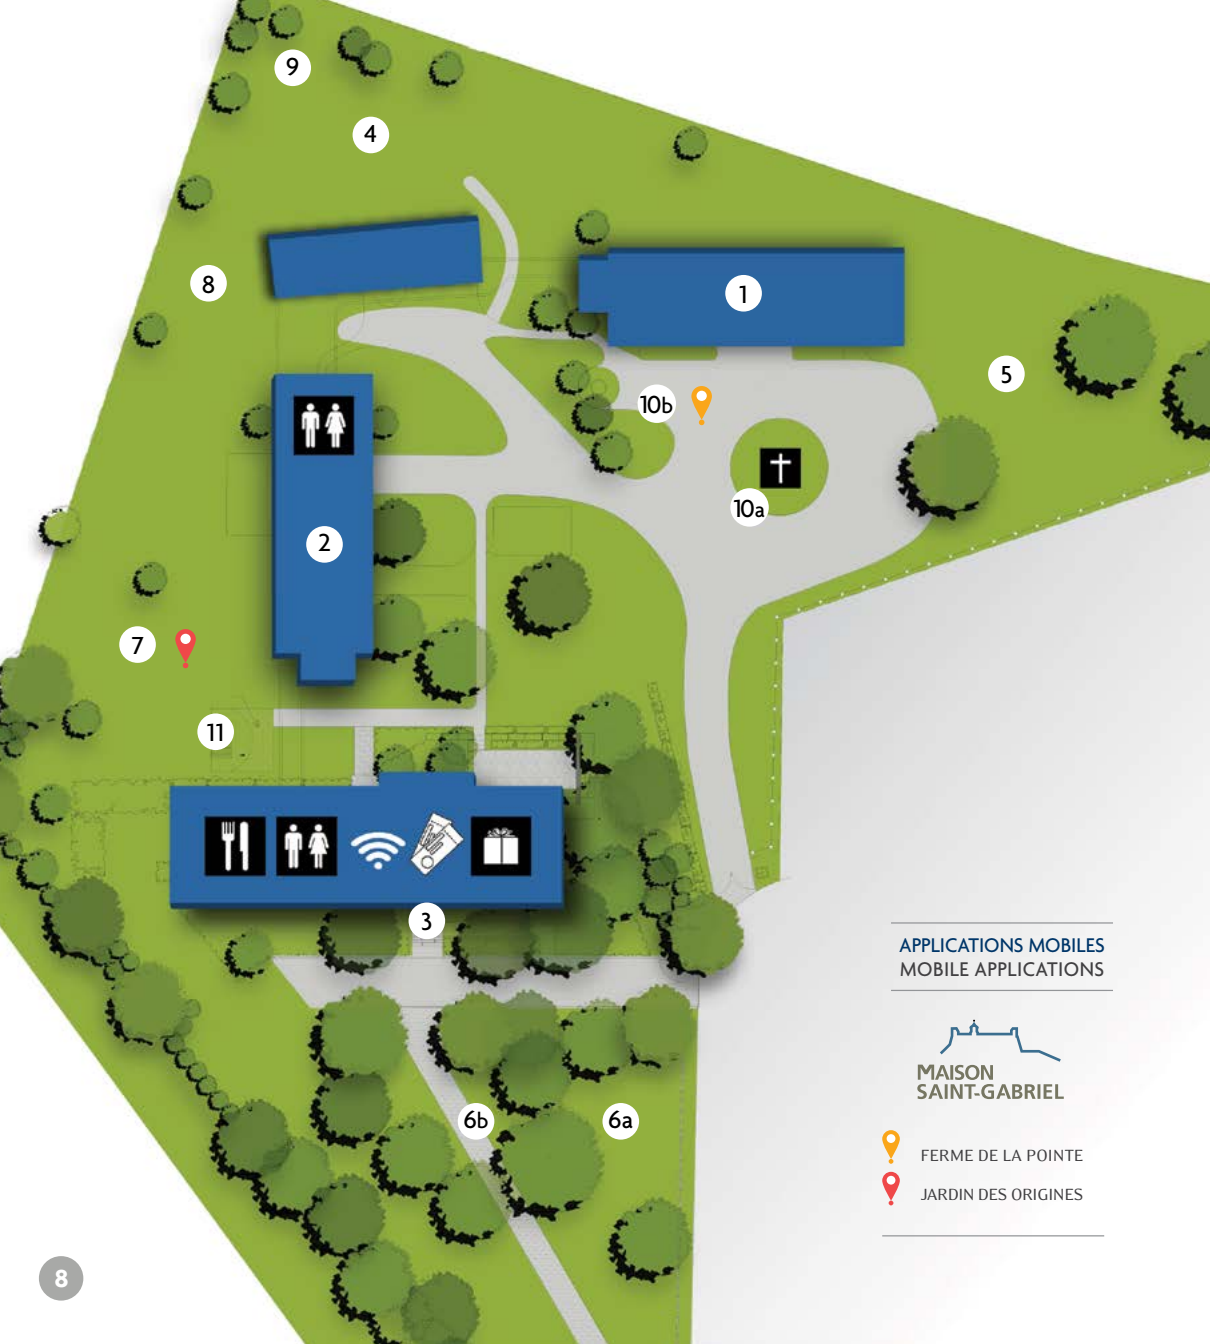 9
4
8
1
5
10b
10a
2
7
11
3
6b
6a
APPLICATIONS MOBILES
MOBILE APPLICATIONS
MAISON
SAINT-GABRIEL
FERME DE LA POINTE
JARDIN DES ORIGINES
8